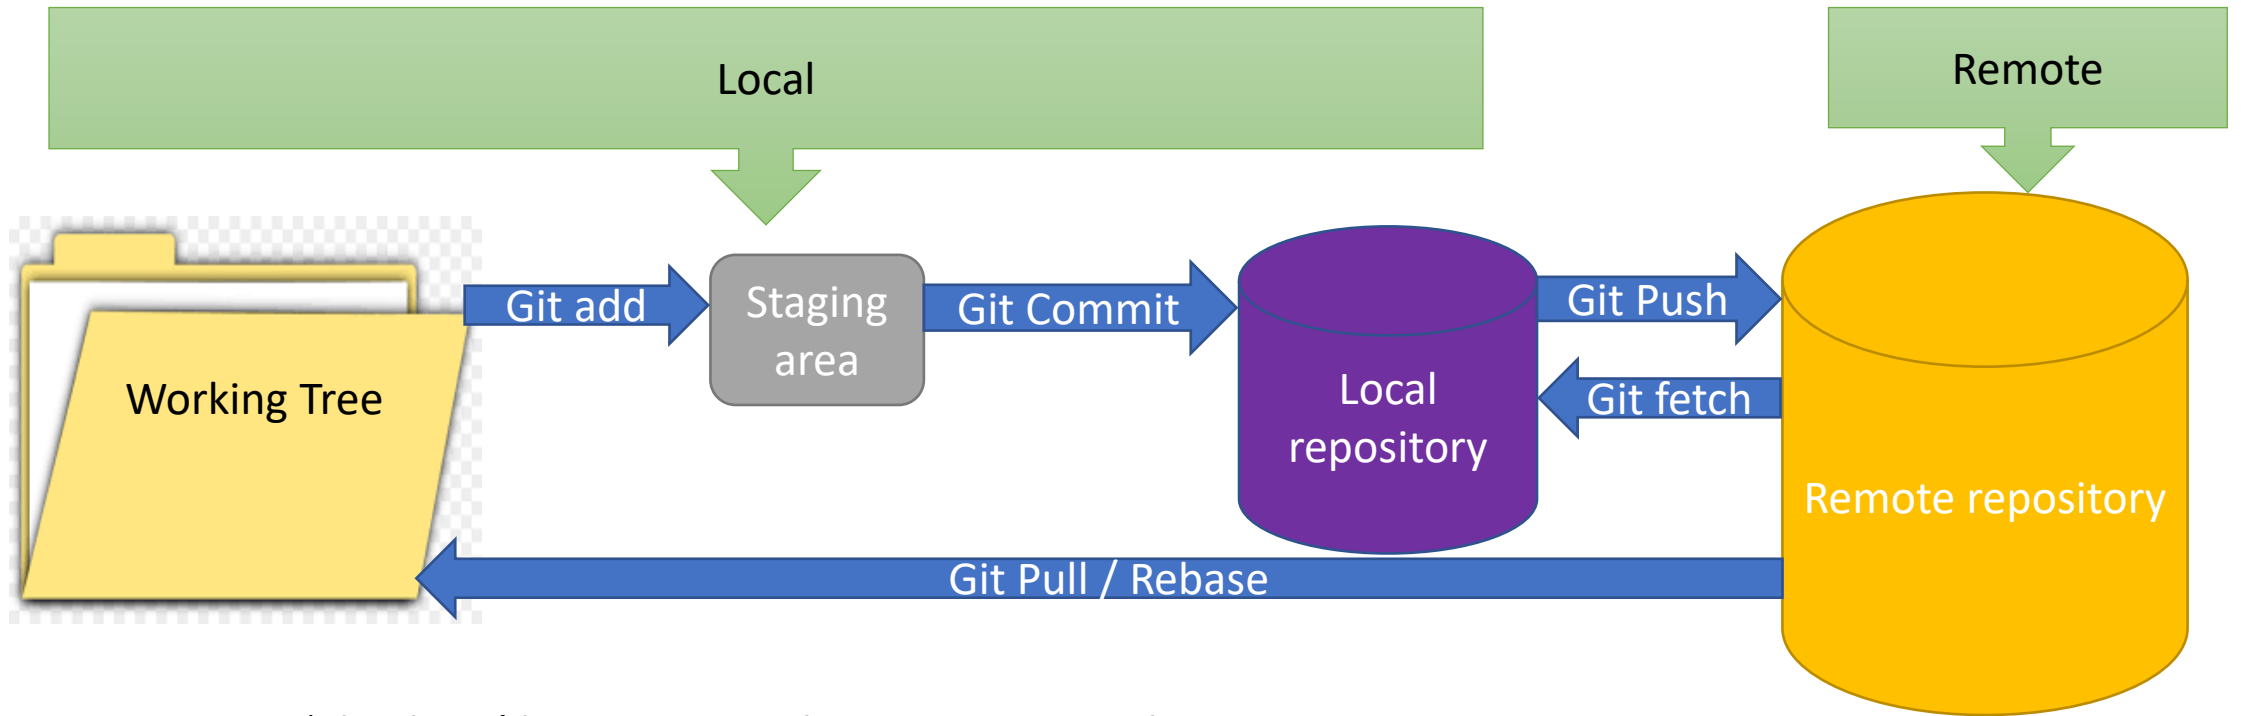 Local
Remote
Working Tree
Git add
Staging
area
Git Commit
Local
repository
Git Push
Git fetch
Remote repository
Git Pull / Rebase